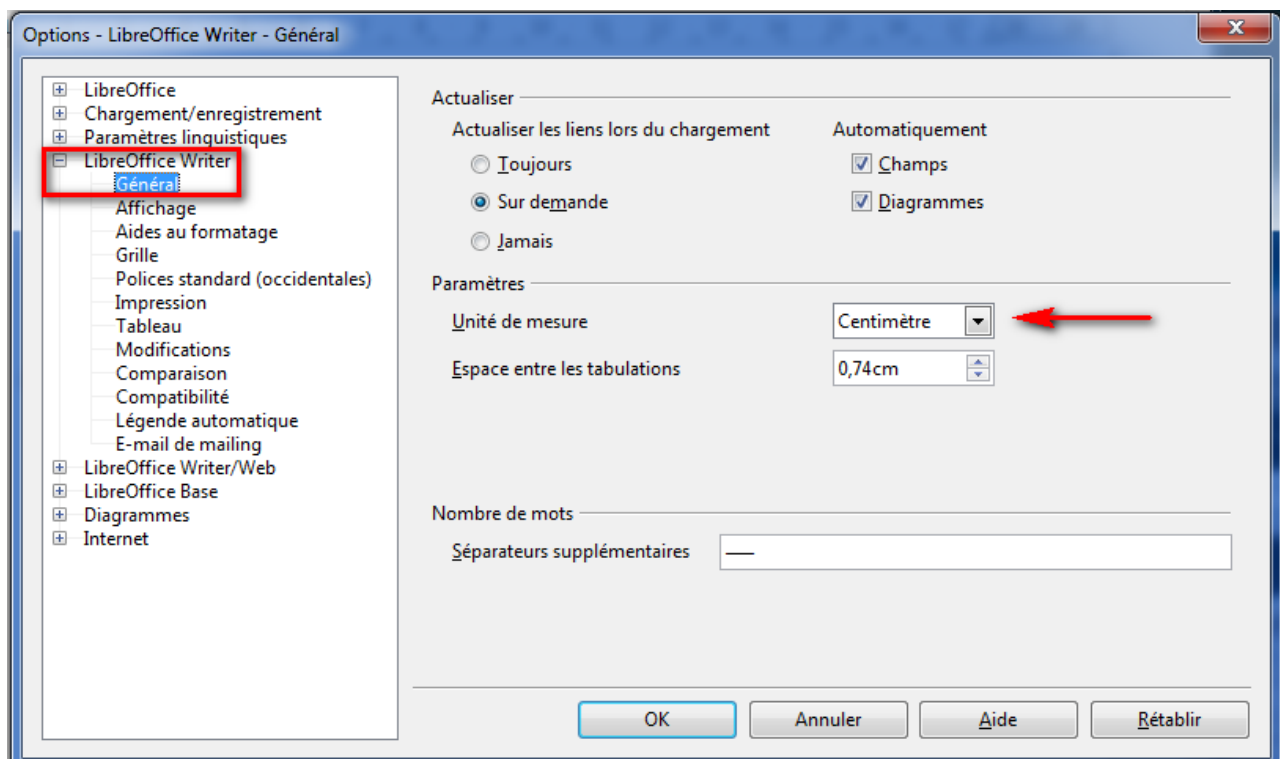 Options - LibreOffice Writer - Général
LibreOffice
Chargement/enregistrement
Paramètres linguistiques
LibreOffice Writer
Général
Affichage
Aides au formatage
Grille
Polices standard (occidentales)
Impression
Tableau
Modifications
Comparaison
Compatibilité
Légende automatique
E-mail de mailing
LibreOffice Writer/Web
LibreOffice Base
Diagrammes
Internet
Actualiser
Actualiser les liens lors du chargement Automatiquement
Toujours Champs
Sur demande Diagrammes
Jamais
Paramètres
Unité de mesure Centimètre
Espace entre les tabulations 0,74cm
Nombre de mots
Séparateurs supplémentaires —–
OK Annuler Aide Rétablir